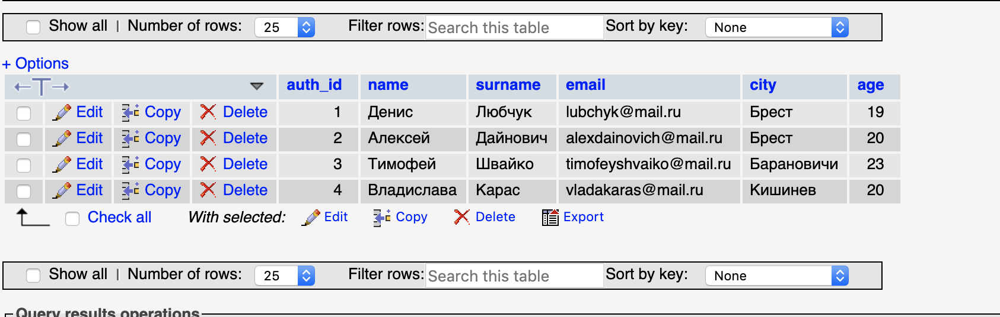 Show all | Number of rows: 25 Filter rows: Search this table Sort by key: None
+ Options
←T→ auth_id name surname email city age
Edit Copy Delete 1 Денис Любчук lubchyk@mail.ru Брест 19
Edit Copy Delete 2 Алексей Дайнович alexdainovich@mail.ru Брест 20
Edit Copy Delete 3 Тимофей Швайко timofeyshvaiko@mail.ru Барановичи 23
Edit Copy Delete 4 Владислава Карас vladakaras@mail.ru Кишинев 20
Check all With selected: Edit Copy Delete Export
Show all | Number of rows: 25 Filter rows: Search this table Sort by key: None
Query results operations